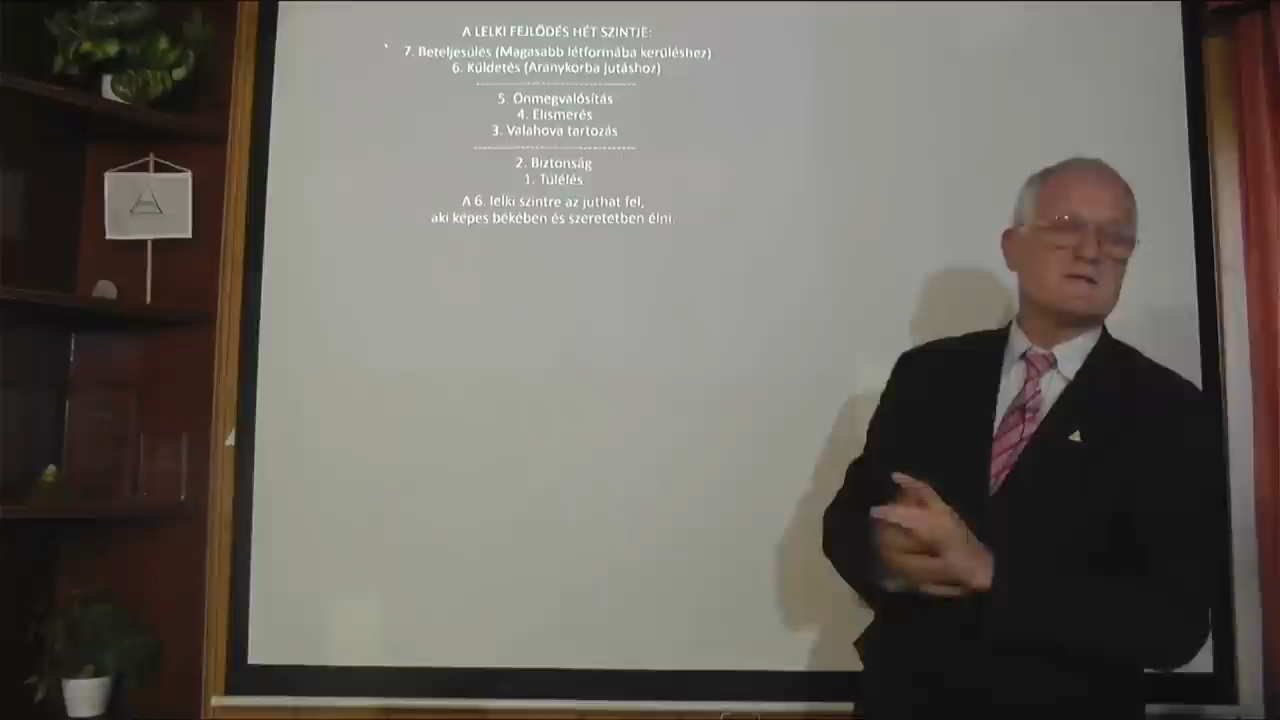 A LELKI FEJLŐDÉS HÉT SZINTJE:
7. Beteljesülés (Magasabb létformába kerüléshez)
6. Küldetés (Aranykorba jutáshoz)
5. Önmegvalósítás
4. Elismerés
3. Valahova tartozás
2. Biztonság
1. Túlélés
A 6. lelki szintre az juthat fel,
aki képes békében és szeretetben élni.